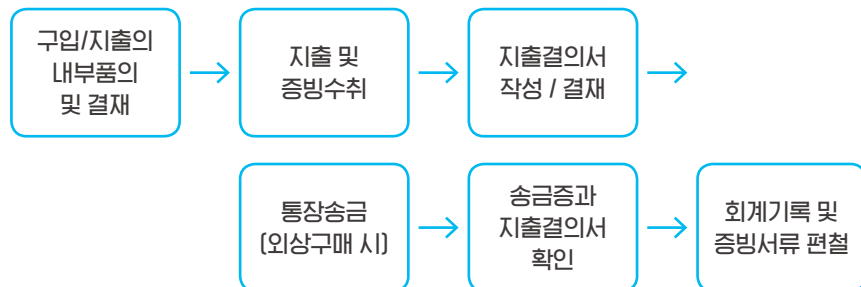 구입/지출의
내부품의
및 결재
지출 및
증빙수취
지출결의서
작성 / 결재
통장송금
(외상구매 시)
송금증과
지출결의서
확인
회계기록 및
증빙서류 편철